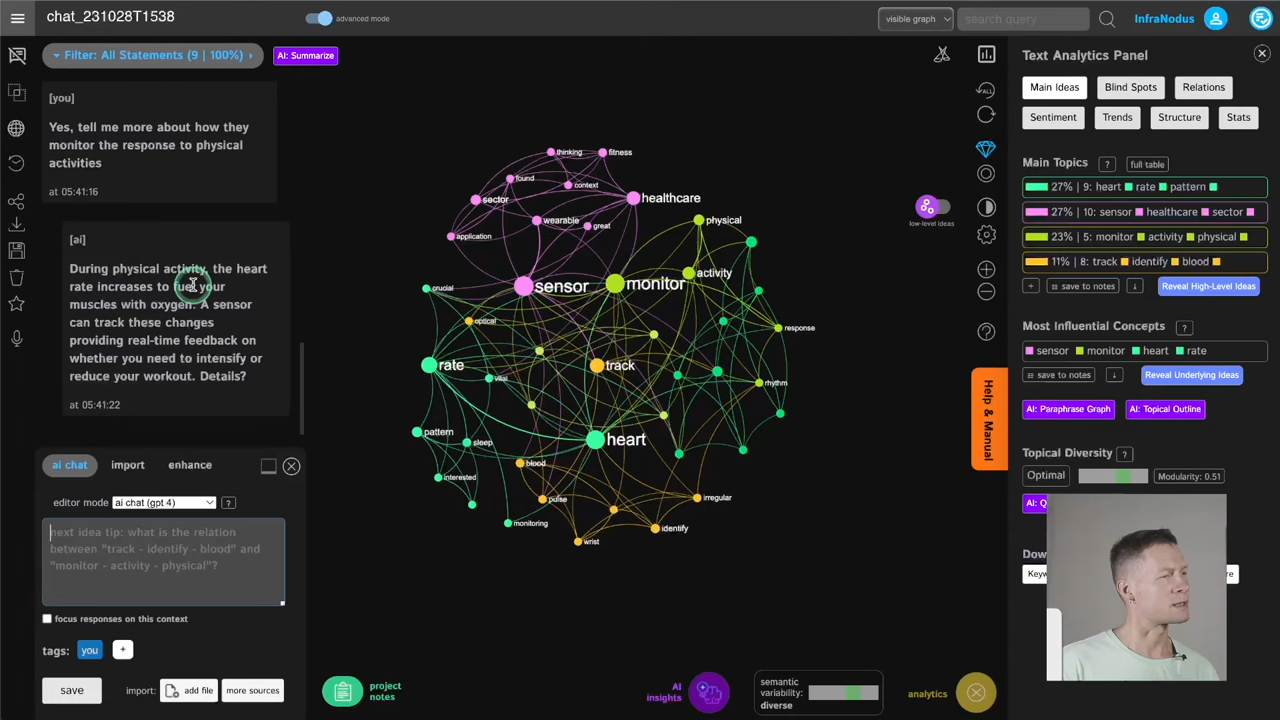 chat_231028T1538
advanced mode
visible graph
search query
InfraNodus
Filter: All Statements (9 | 100%)
AI: Summarize
[you]
Yes, tell me more about how they
monitor the response to physical
activities
at 05:41:16
[ai]
During physical activity, the heart
rate increases to fuel your
muscles with oxygen. A sensor
can track these changes
providing real-time feedback on
whether you need to intensify or
reduce your workout. Details?
at 05:41:22
ai chat
import
enhance
editor mode
ai chat (gpt 4)
?
next idea tip: what is the relation
between "track - identify - blood" and
"monitor - activity - physical"?
focus responses on this context
tags:
you
+
save
import:
add file
more sources
thinking
fitness
found
context
sector
healthcare
wearable
great
physical
application
activity
sensor
monitor
crucial
optical
response
rate
track
vital
rhythm
pattern
sleep
heart
blood
interested
pulse
irregular
monitoring
identify
wrist
ALL
low-level ideas
Help & Manual
project
notes
AI
insights
semantic
variability:
diverse
analytics
Text Analytics Panel
Main Ideas
Blind Spots
Relations
Sentiment
Trends
Structure
Stats
Main Topics
?
full table
27% | 9: heart rate pattern
27% | 10: sensor healthcare sector
23% | 5: monitor activity physical
11% | 8: track identify blood
+
save to notes
↓
Reveal High-Level Ideas
Most Influential Concepts
?
sensor monitor heart rate
save to notes
↓
Reveal Underlying Ideas
AI: Paraphrase Graph
AI: Topical Outline
Topical Diversity
?
Optimal
Modularity: 0.51
AI: Q
Dow
Keyw
re